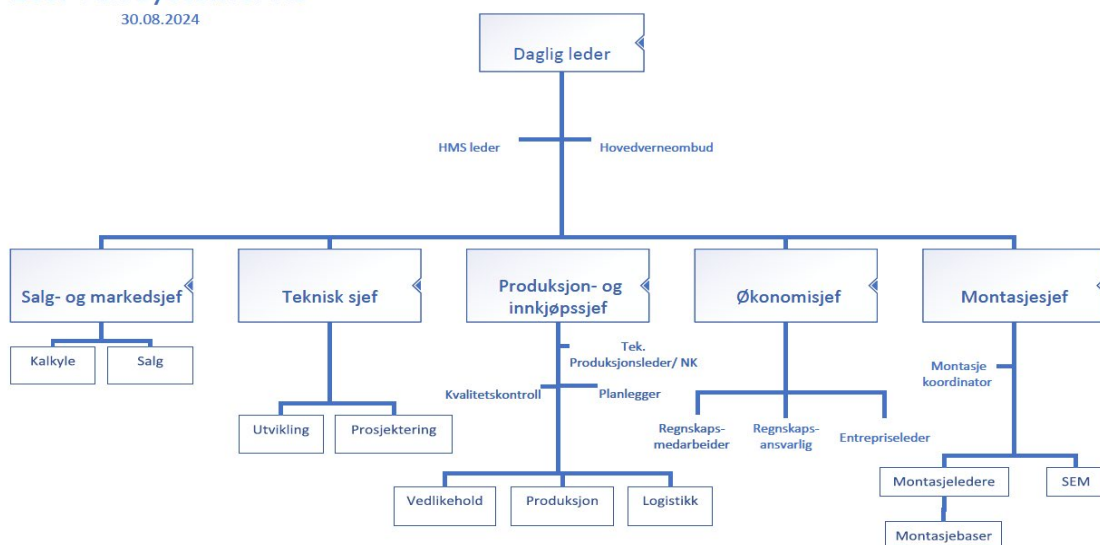 30.08.2024
Daglig leder
HMS leder
Hovedverneombud
Salg- og markedsjef
Teknisk sjef
Produksjon- og
innkjøpssjef
Økonomisjef
Montasjesjef
Kalkyle
Salg
Tek.
Produksjonsleder/ NK
Kvalitetskontroll
Planlegger
Montasje
koordinator
Utvikling
Prosjektering
Regnskaps-
medarbeider
Regnskaps-
ansvarlig
Entrepriseleder
Vedlikehold
Produksjon
Logistikk
Montasjeledere
SEM
Montasjebaser